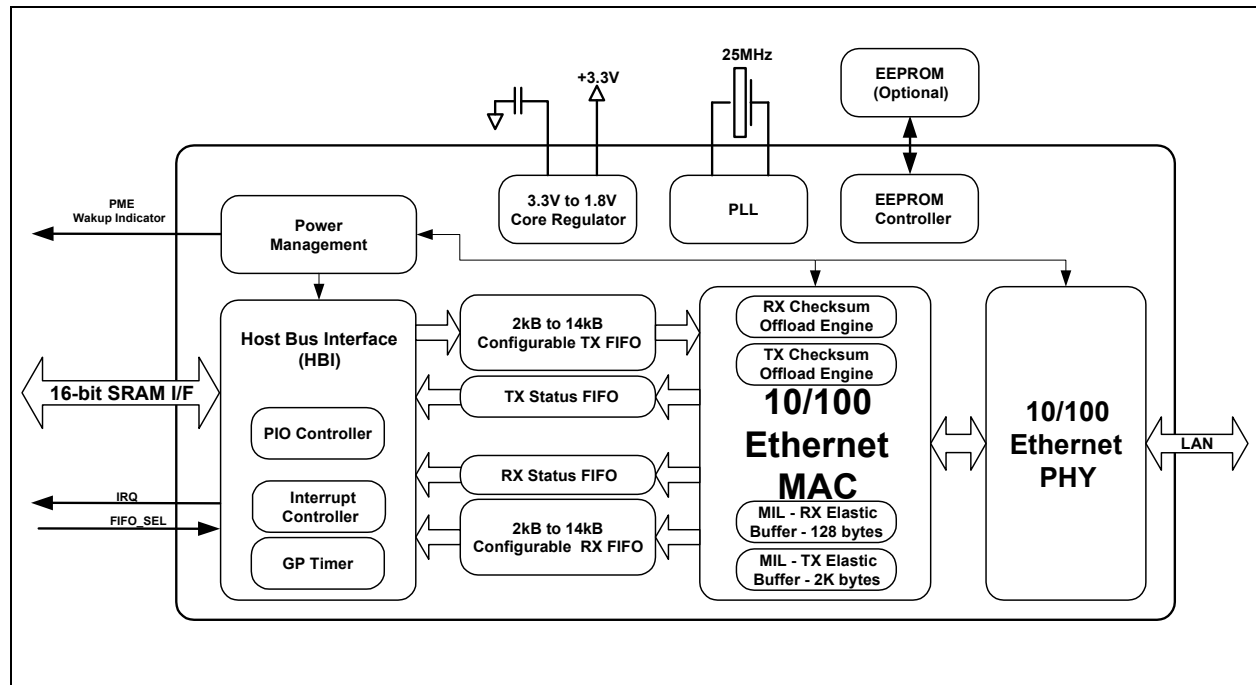 25MHz
+3.3V
EEPROM
(Optional)
3.3V to 1.8V
Core Regulator
PLL
EEPROM
Controller
PME
Wakup Indicator
Power
Management
Host Bus Interface
(HBI)
2kB to 14kB
Configurable TX FIFO
RX Checksum
Offload Engine
TX Checksum
Offload Engine
16-bit SRAM I/F
TX Status FIFO
10/100
Ethernet
MAC
10/100
Ethernet
PHY
LAN
PIO Controller
RX Status FIFO
IRQ
FIFO_SEL
Interrupt
Controller
2kB to 14kB
Configurable RX FIFO
MIL - RX Elastic
Buffer - 128 bytes
GP Timer
MIL - TX Elastic
Buffer - 2K bytes